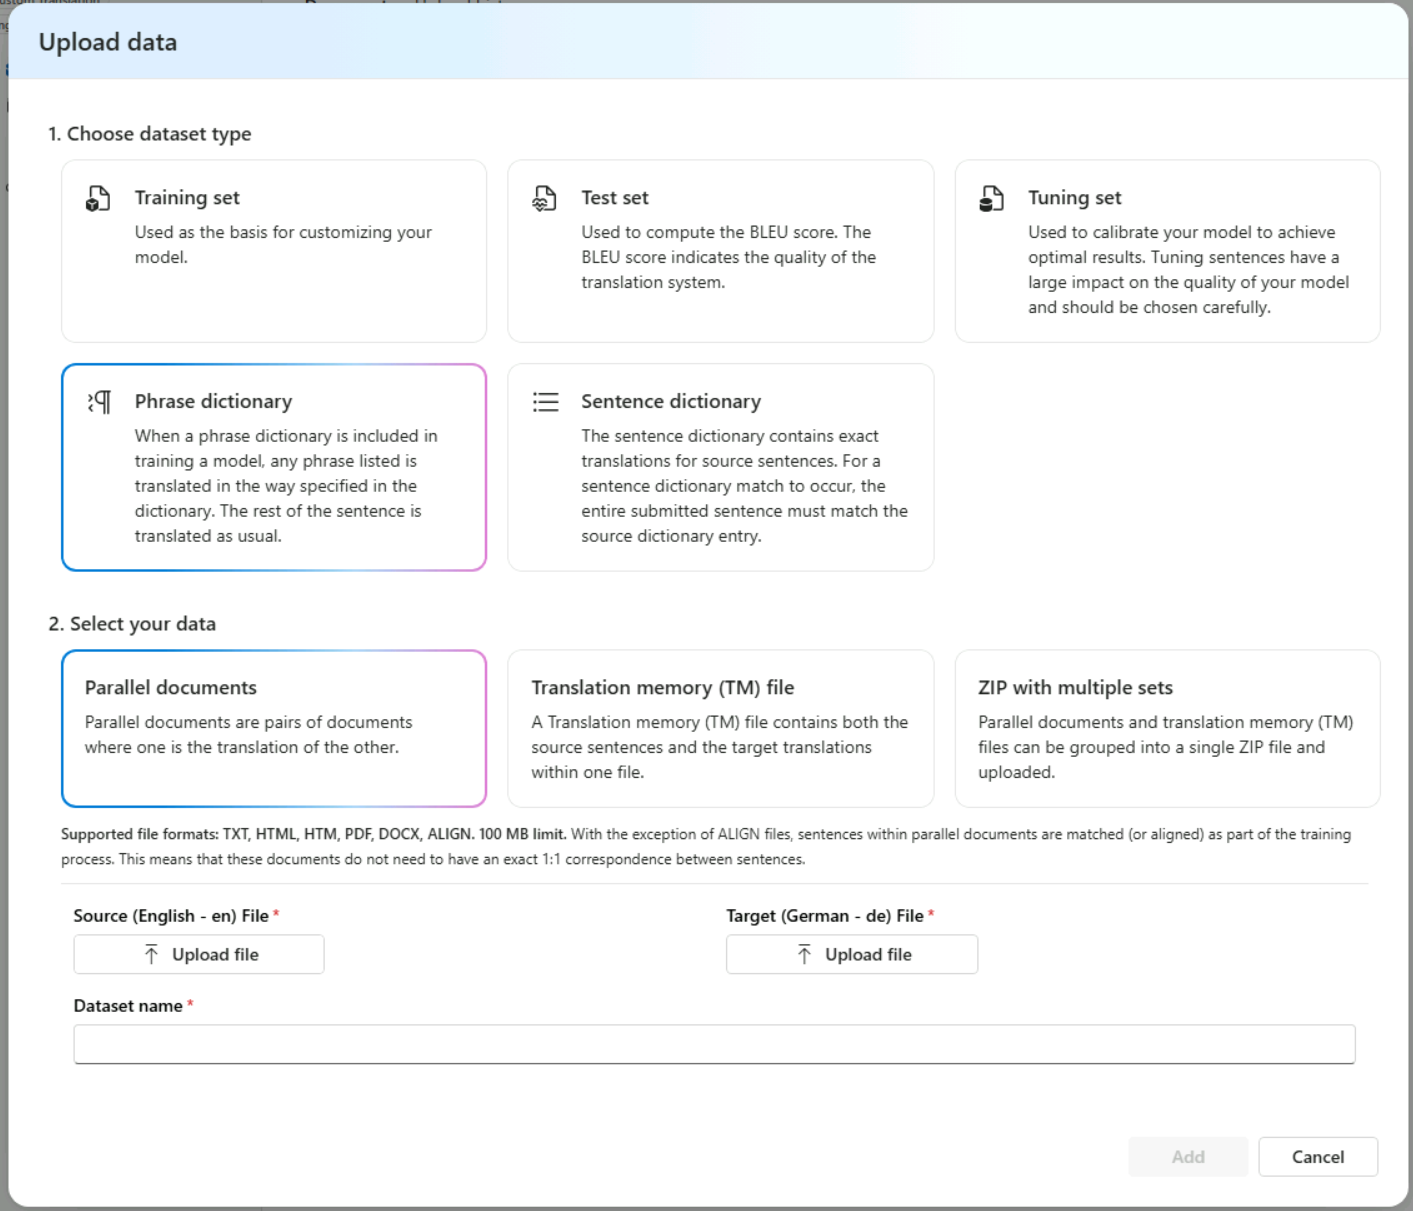 Upload data
1. Choose dataset type
Training set
Used as the basis for customizing your
model.
Test set
Used to compute the BLEU score. The
BLEU score indicates the quality of the
translation system.
Tuning set
Used to calibrate your model to achieve
optimal results. Tuning sentences have a
large impact on the quality of your model
and should be chosen carefully.
Phrase dictionary
When a phrase dictionary is included in
training a model, any phrase listed is
translated in the way specified in the
dictionary. The rest of the sentence is
translated as usual.
Sentence dictionary
The sentence dictionary contains exact
translations for source sentences. For a
sentence dictionary match to occur, the
entire submitted sentence must match the
source dictionary entry.
2. Select your data
Parallel documents
Parallel documents are pairs of documents
where one is the translation of the other.
Translation memory (TM) file
A Translation memory (TM) file contains both the
source sentences and the target translations
within one file.
ZIP with multiple sets
Parallel documents and translation memory (TM)
files can be grouped into a single ZIP file and
uploaded.
Supported file formats: TXT, HTML, HTM, PDF, DOCX, ALIGN. 100 MB limit. With the exception of ALIGN files, sentences within parallel documents are matched (or aligned) as part of the training
process. This means that these documents do not need to have an exact 1:1 correspondence between sentences.
Source (English - en) File *
Upload file
Target (German - de) File *
Upload file
Dataset name *
Add
Cancel